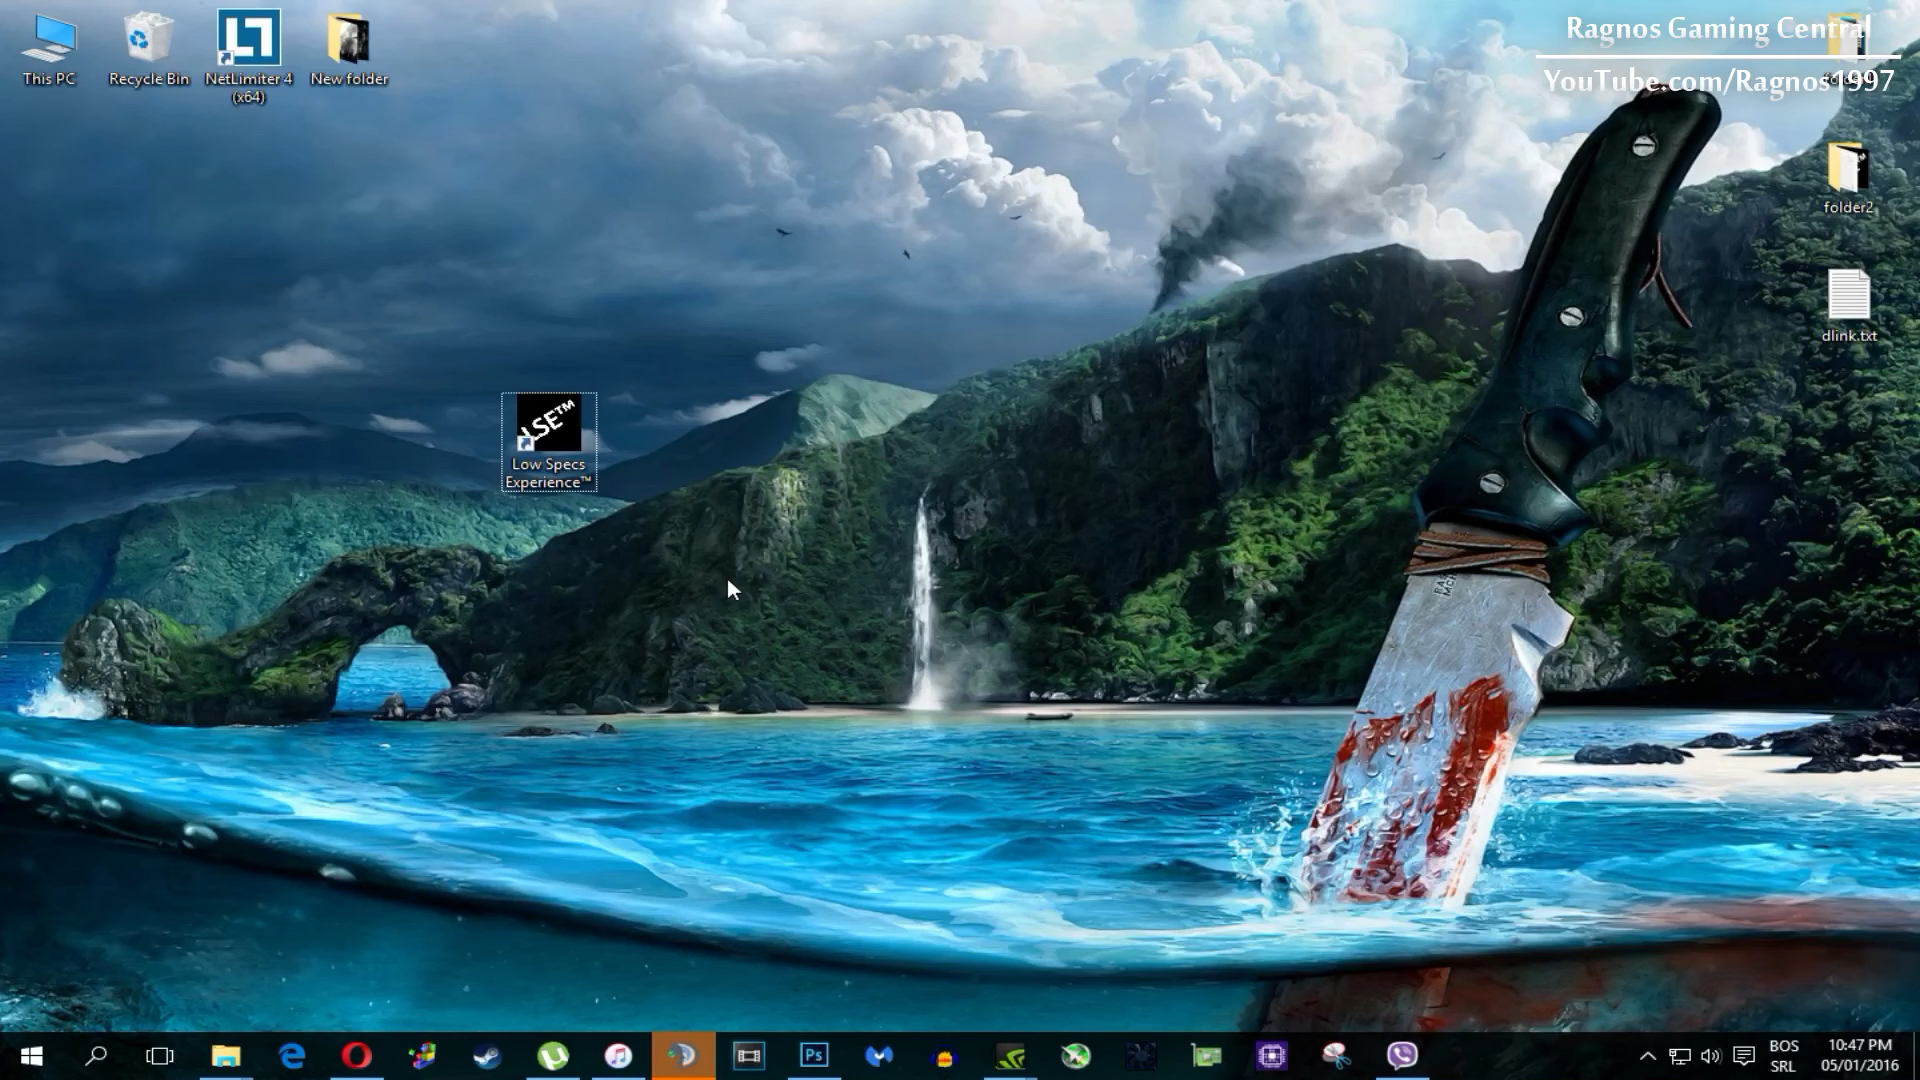 This PC
Recycle Bin
NetLimiter 4
(x64)
New folder
Ragnos Gaming Central
YouTube.com/Ragnos1997
folder2
dlink.txt
LSE™
Low Specs
Experience™
Ps
BOS
SRL
10:47 PM
05/01/2016